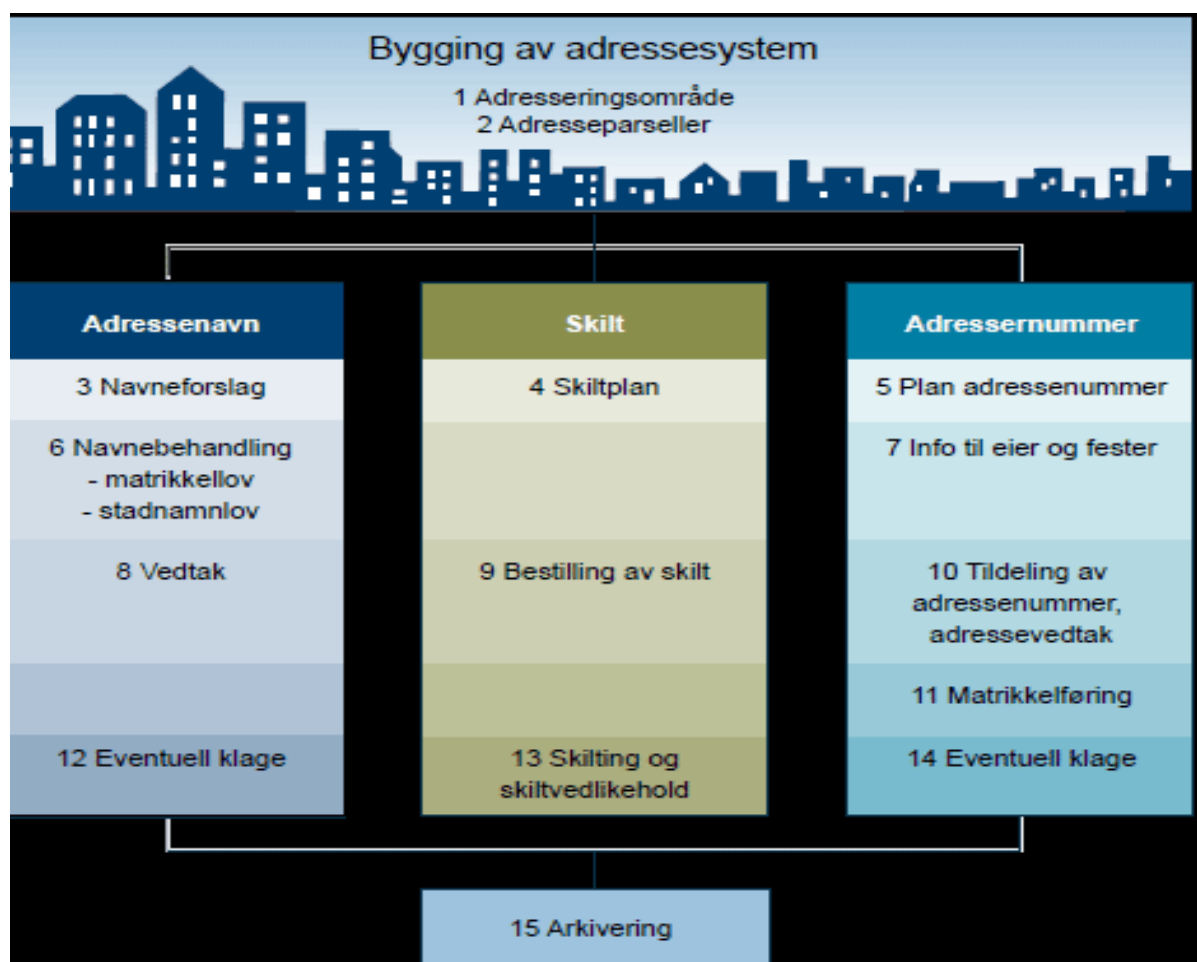 Bygging av adressesystem
1 Adresseringsområde
2 Adresseparseller
Adressenavn
Skilt
Adressernummer
3 Navneforslag
4 Skiltplan
5 Plan adressenummer
6 Navnebehandling
- matrikkellov
- stadnamnlov
7 Info til eier og fester
8 Vedtak
9 Bestilling av skilt
10 Tildeling av
adressenummer,
adressevedtak
11 Matrikkelføring
12 Eventuell klage
13 Skilting og
skiltvedlikehold
14 Eventuell klage
15 Arkivering